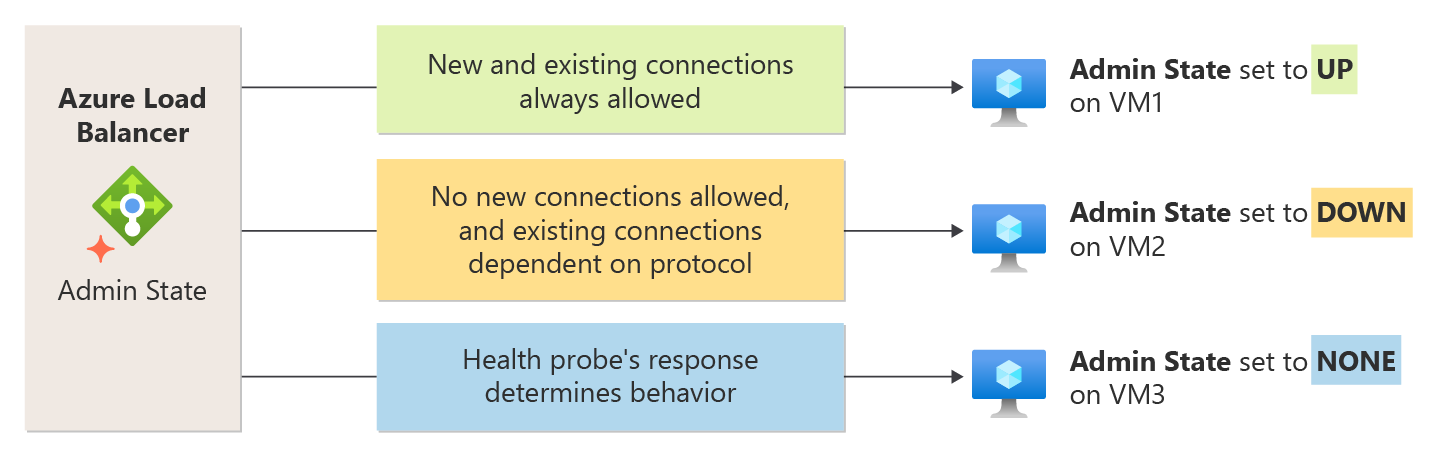 Azure Load
Balancer
Admin State
New and existing connections
always allowed
Admin State set to UP
on VM1
No new connections allowed,
and existing connections
dependent on protocol
Admin State set to DOWN
on VM2
Health probe's response
determines behavior
Admin State set to NONE
on VM3